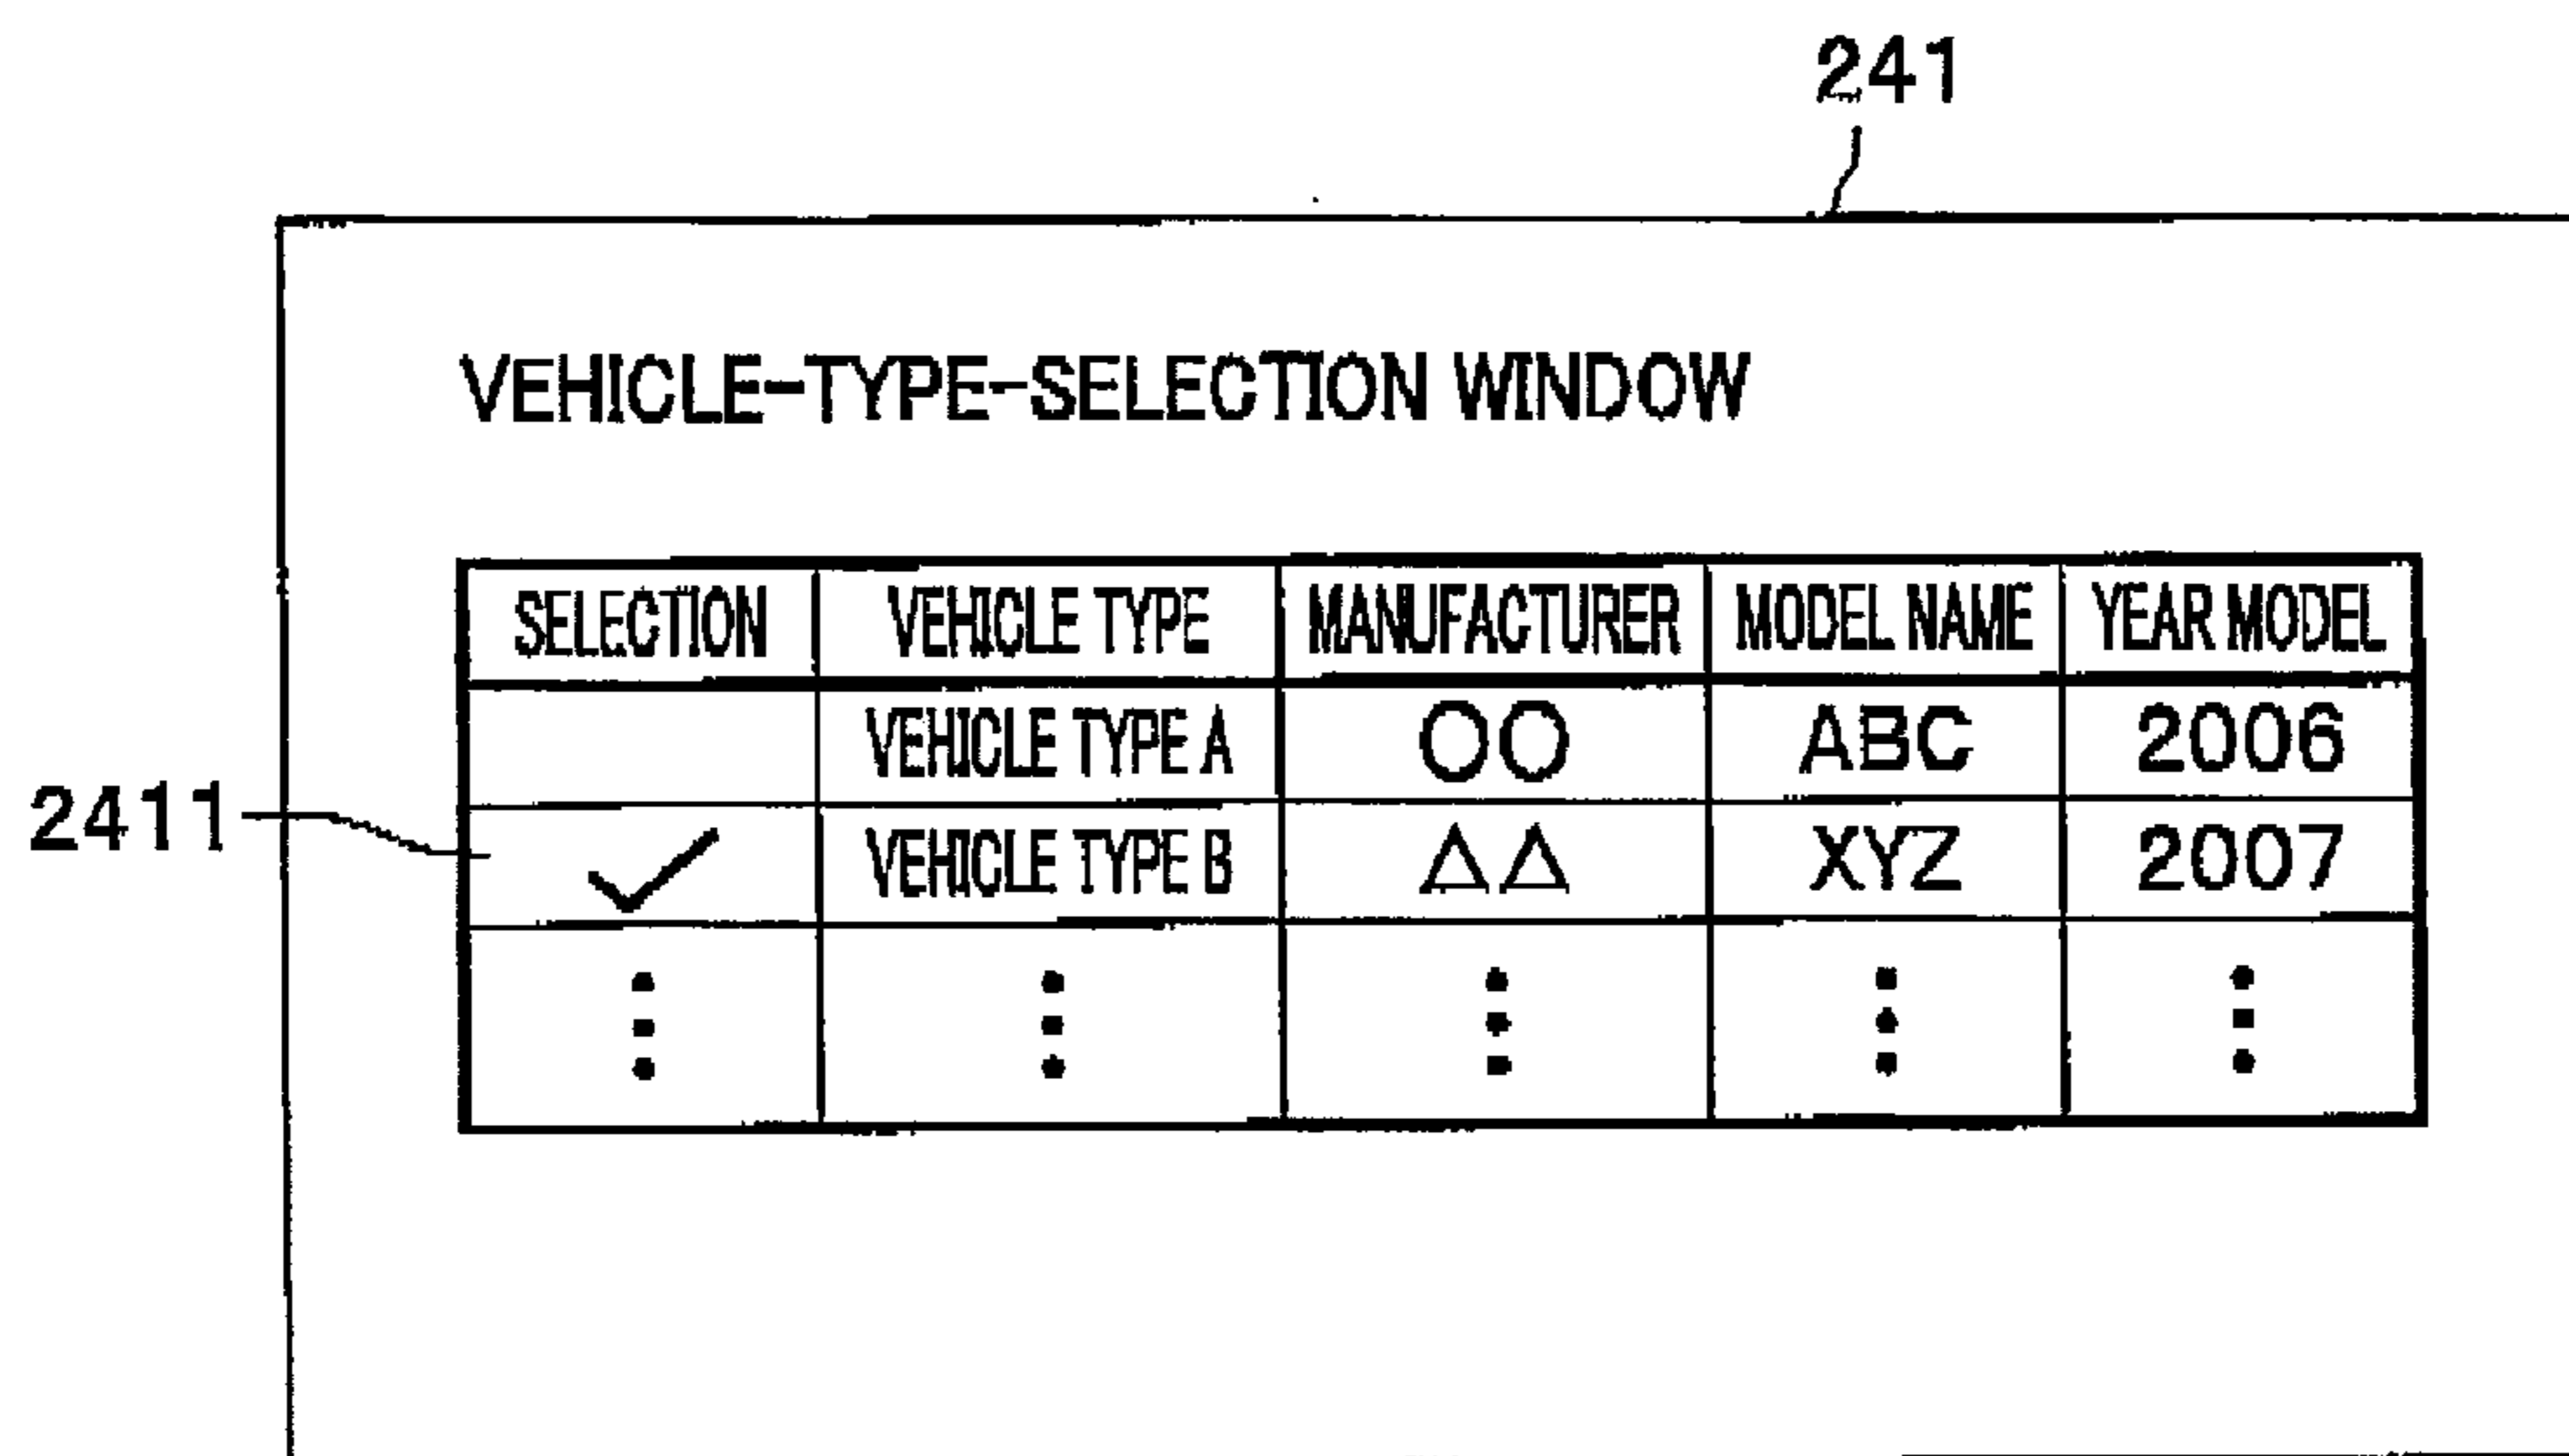 241
VEHICLE-TYPE-SELECTION WINDOW
SELECTION VEHICLE TYPE MANUFACTURER MODEL NAME YEAR MODEL
VEHICLE TYPE A ○○ ABC 2006
2411 ✓ VEHICLE TYPE B △△ XYZ 2007